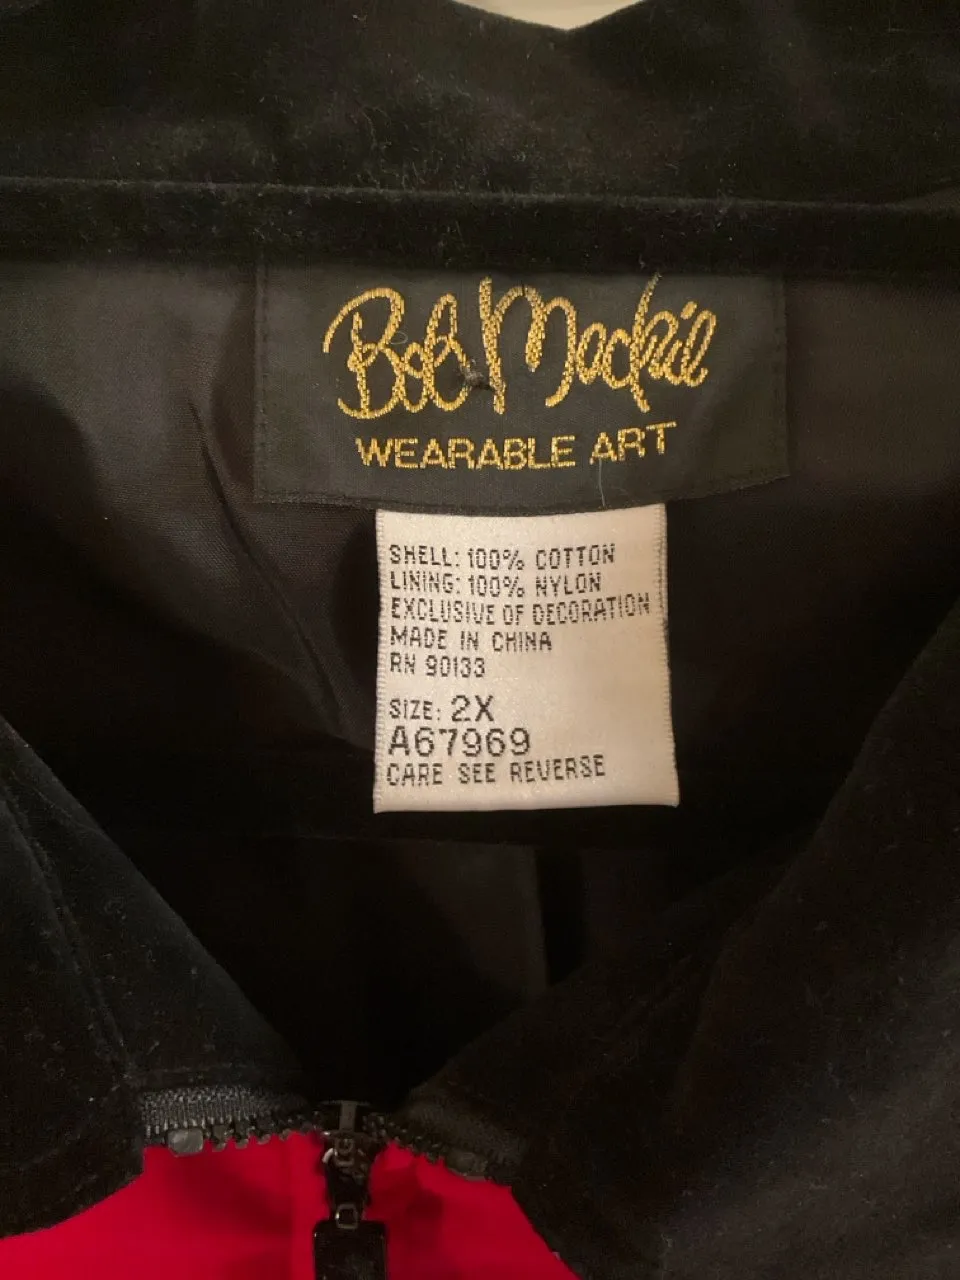 Bob Mackie
WEARABLE ART
SHELL: 100% COTTON
LINING: 100% NYLON
EXCLUSIVE OF DECORATION
MADE IN CHINA
RN 90133
SIZE: 2X
A67969
CARE SEE REVERSE